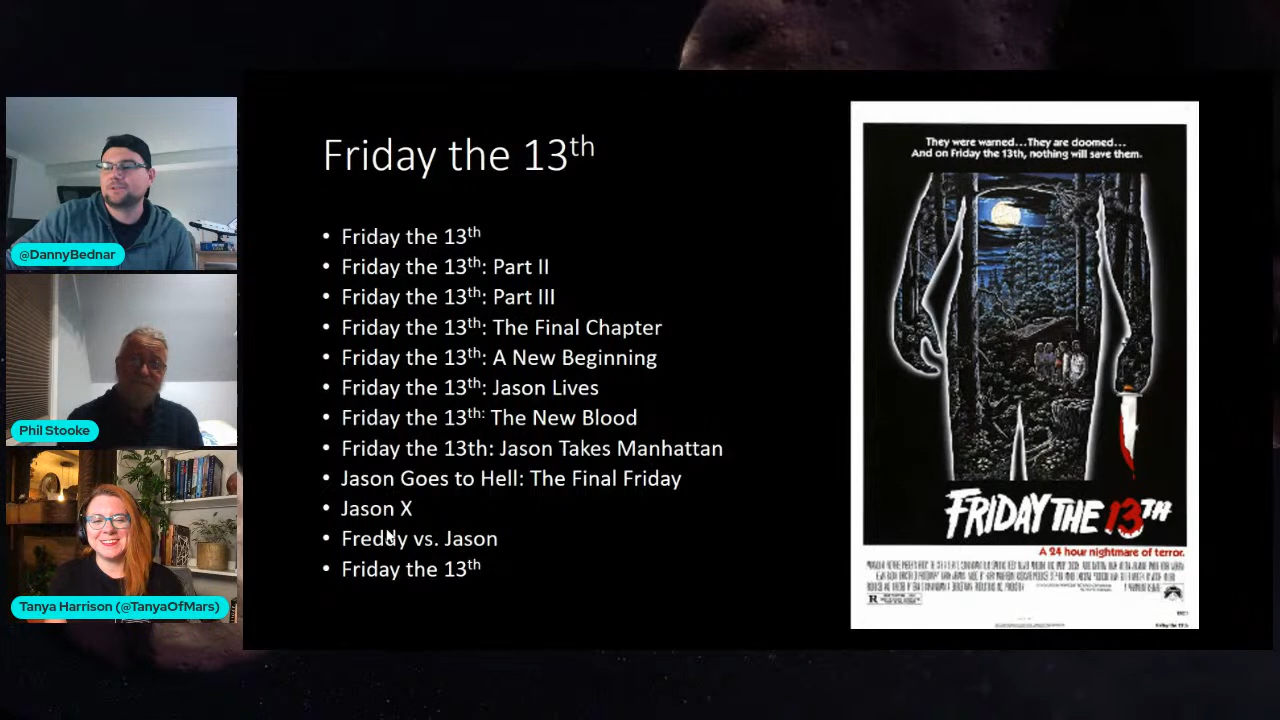 @DannyBednar
Phil Stooke
Tanya Harrison (@TanyaOfMars)
Friday the 13th
• Friday the 13th
• Friday the 13th: Part II
• Friday the 13th: Part III
• Friday the 13th: The Final Chapter
• Friday the 13th: A New Beginning
• Friday the 13th: Jason Lives
• Friday the 13th: The New Blood
• Friday the 13th: Jason Takes Manhattan
• Jason Goes to Hell: The Final Friday
• Jason X
• Freddy vs. Jason
• Friday the 13th
They were warned...They are doomed...
And on Friday the 13th, nothing will save them.
FRIDAY THE 13TH
A 24 hour nightmare of terror.
R